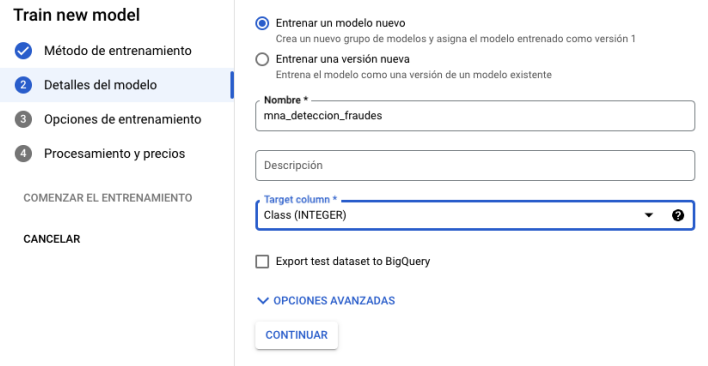 Train new model
Método de entrenamiento
2 Detalles del modelo
3 Opciones de entrenamiento
4 Procesamiento y precios
COMENZAR EL ENTRENAMIENTO
CANCELAR
Entrenar un modelo nuevo
Crea un nuevo grupo de modelos y asigna el modelo entrenado como versión 1
Entrenar una versión nueva
Entrena el modelo como una versión de un modelo existente
Nombre *
mna_deteccion_fraudes
Descripción
Target column *
Class (INTEGER)
?
Export test dataset to BigQuery
OPCIONES AVANZADAS
CONTINUAR